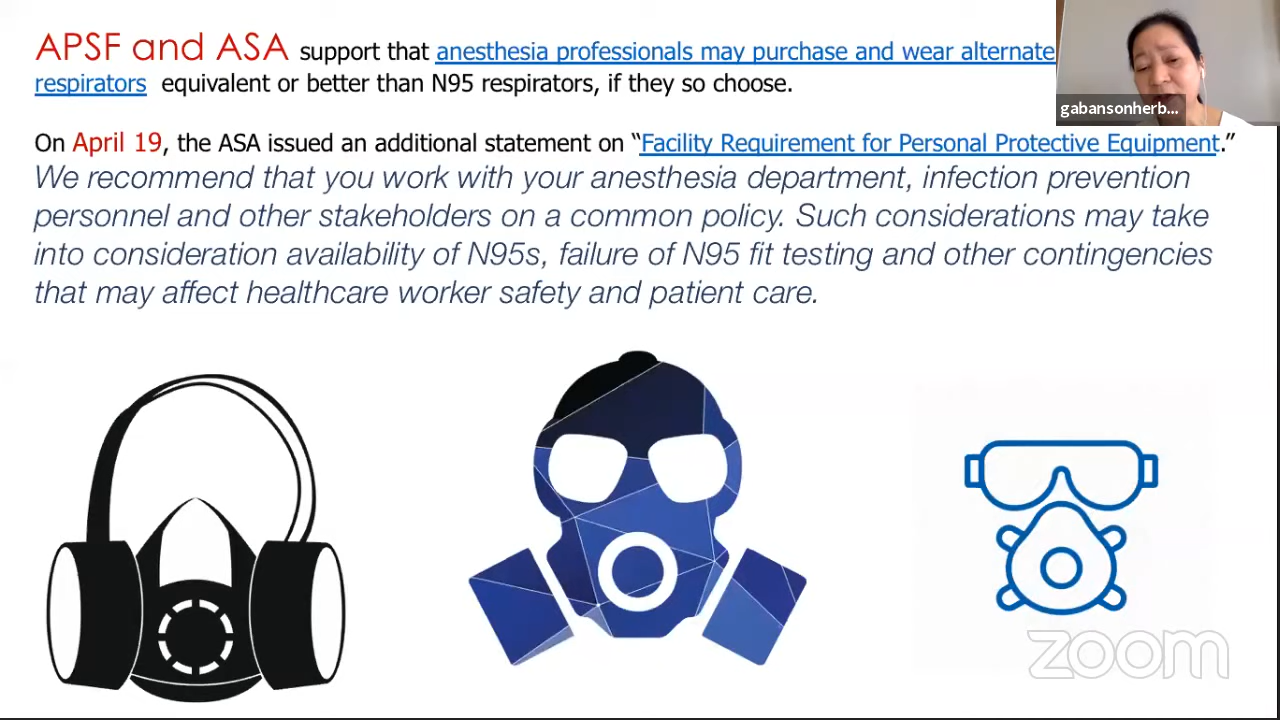 APSF and ASA support that anesthesia professionals may purchase and wear alternate
respirators equivalent or better than N95 respirators, if they so choose.
gabansonherb...
On April 19, the ASA issued an additional statement on “Facility Requirement for Personal Protective Equipment.”
We recommend that you work with your anesthesia department, infection prevention
personnel and other stakeholders on a common policy. Such considerations may take
into consideration availability of N95s, failure of N95 fit testing and other contingencies
that may affect healthcare worker safety and patient care.
zoom